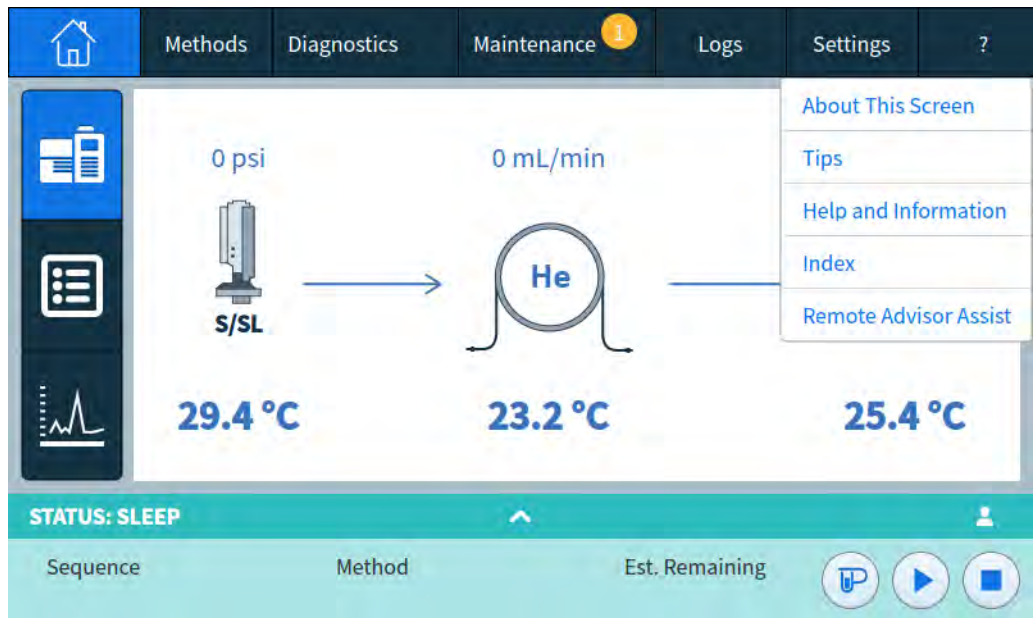 Methods
Diagnostics
Maintenance
1
Logs
Settings
?
About This Screen
Tips
Help and Information
Index
Remote Advisor Assist
0 psi
0 mL/min
He
S/SL
29.4 °C
23.2 °C
25.4 °C
STATUS: SLEEP
Sequence
Method
Est. Remaining